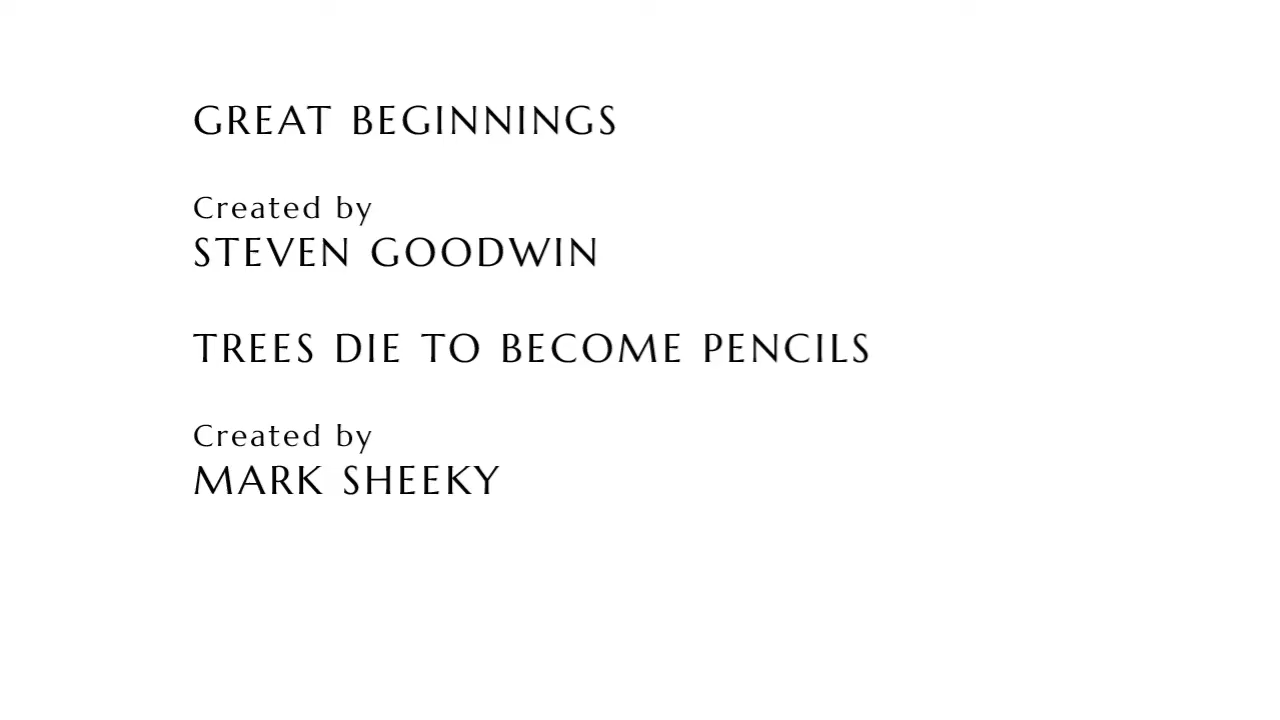 GREAT BEGINNINGS
Created by
STEVEN GOODWIN
TREES DIE TO BECOME PENCILS
Created by
MARK SHEEKY